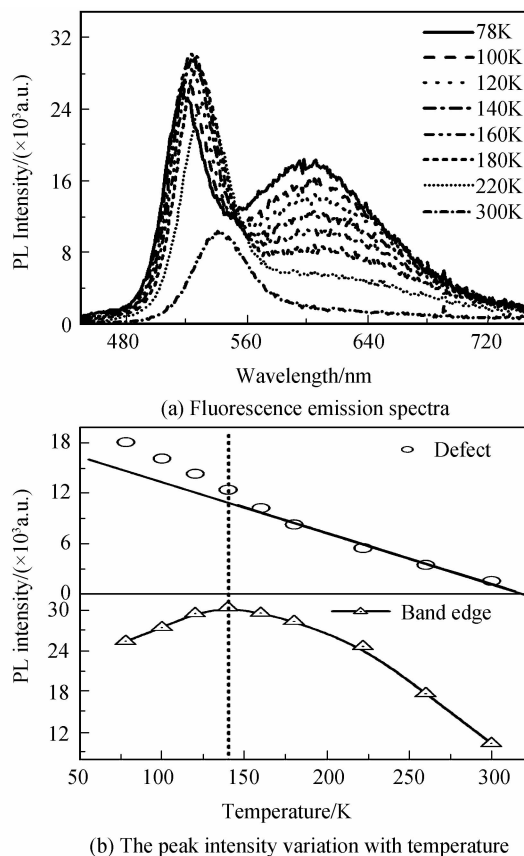 32
24
16
8
0
PL Intensity/(×10³a.u.)
78K
100K
120K
140K
160K
180K
220K
300K
480 560 640 720
Wavelength/nm
(a) Fluorescence emission spectra
18
12
6
0
30
24
18
12
PL intensity/(×10³a.u.)
Defect
Band edge
50 100 150 200 250 300
Temperature/K
(b) The peak intensity variation with temperature